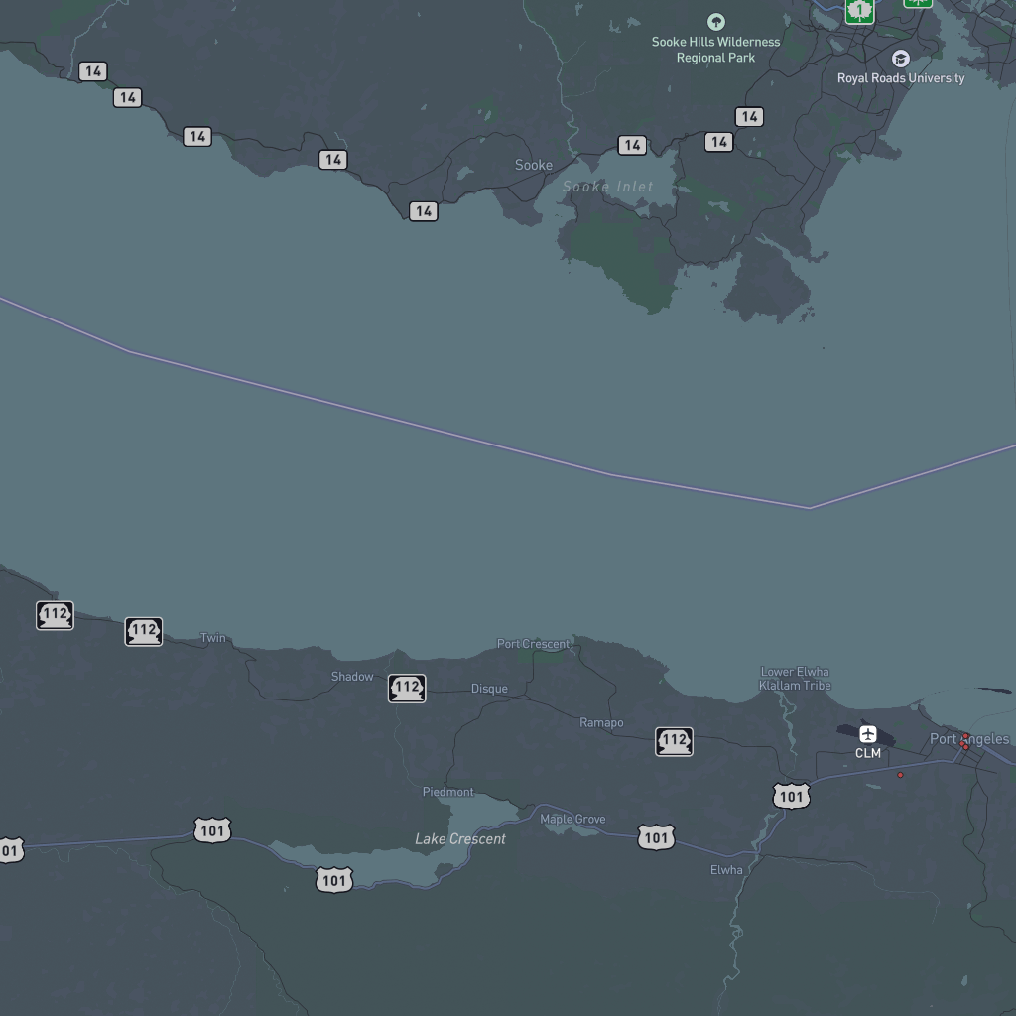 1
Sooke Hills Wilderness
Regional Park
Royal Roads University
14
14
14
14
14
14
14
14
Sooke
Sooke Inlet
112
112
Twin
Port Crescent
Shadow
112
Disque
Lower Elwha
Klallam Tribe
Ramapo
112
CLM
Port Angeles
Piedmont
101
Maple Grove
101
101
Lake Crescent
01
101
Elwha